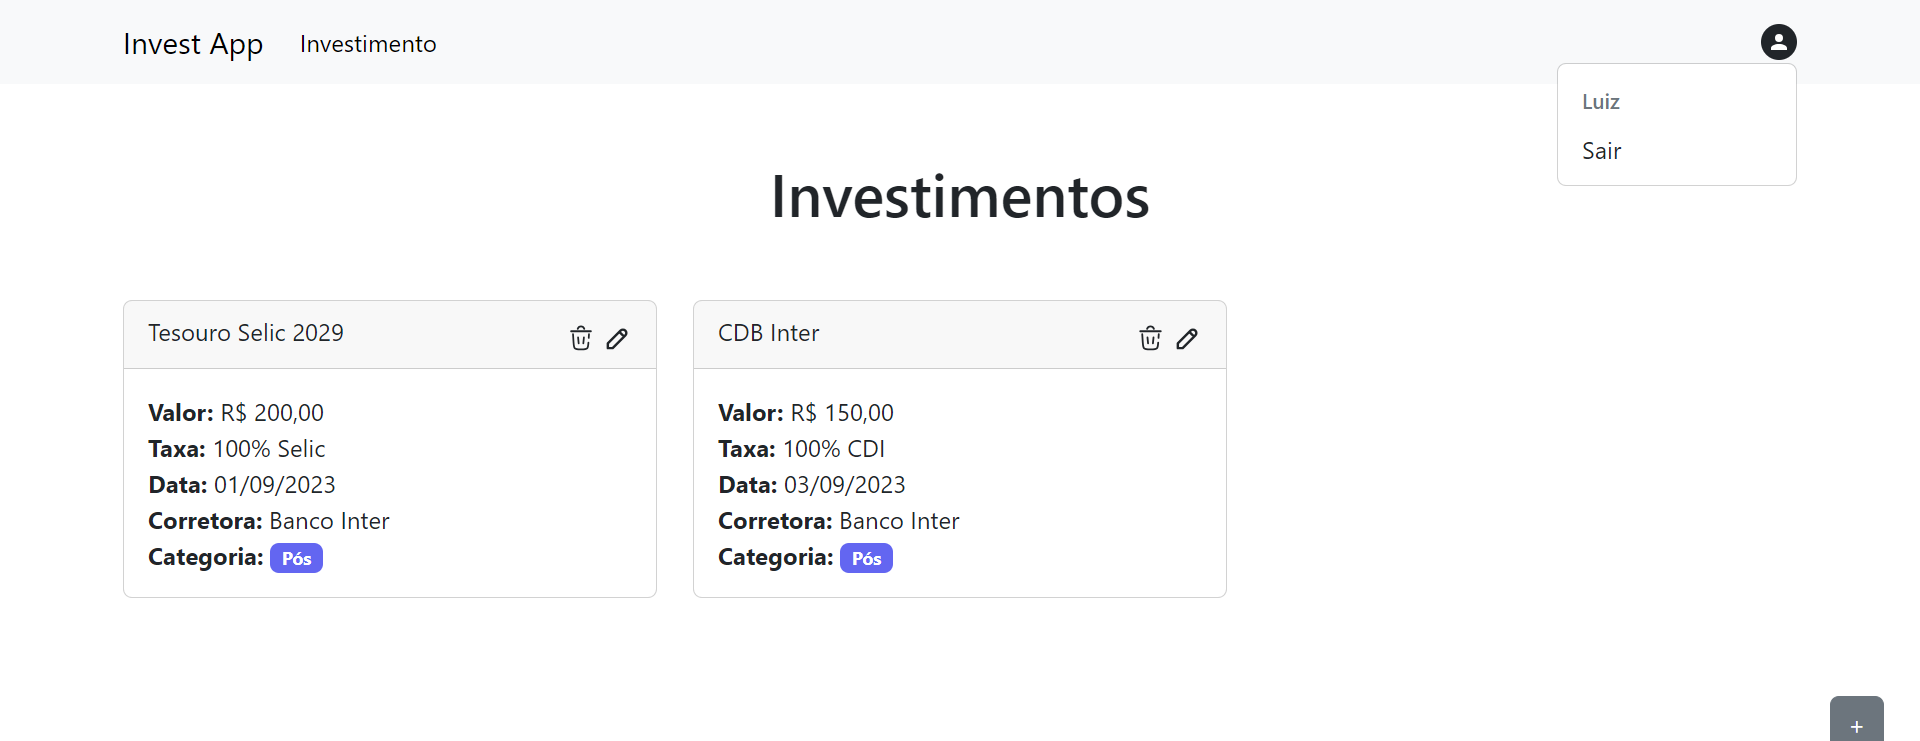 Invest App Investimento
Luiz
Sair
Investimentos
Tesouro Selic 2029
Valor: R$ 200,00
Taxa: 100% Selic
Data: 01/09/2023
Corretora: Banco Inter
Categoria: Pós
CDB Inter
Valor: R$ 150,00
Taxa: 100% CDI
Data: 03/09/2023
Corretora: Banco Inter
Categoria: Pós
+